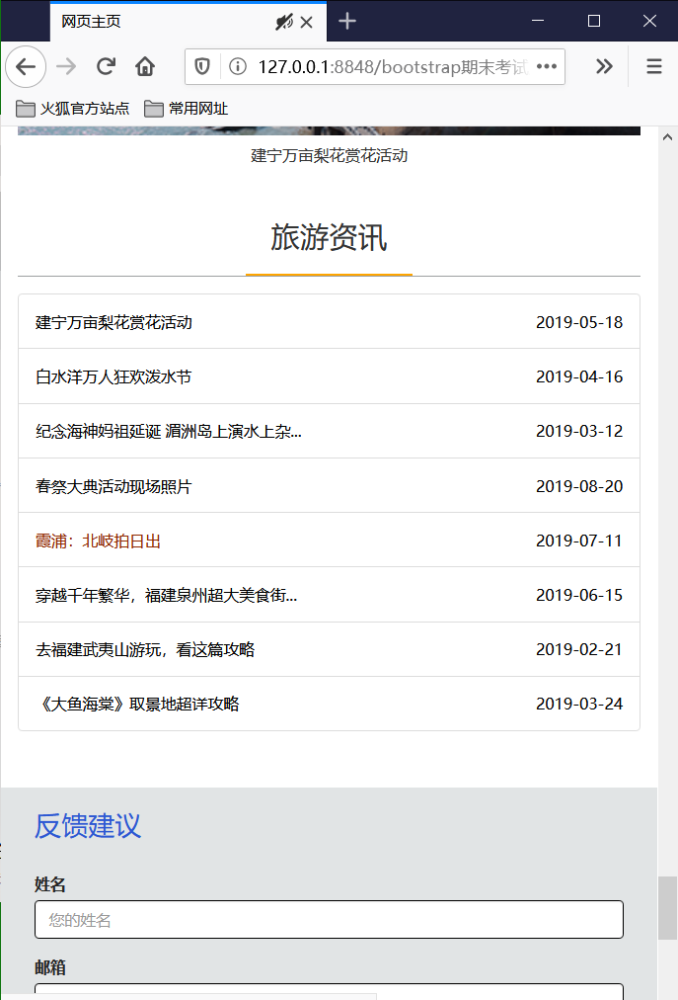 网页主页
127.0.0.1:8848/bootstrap期末考试
火狐官方站点 常用网址
建宁万亩梨花赏花活动
旅游资讯
建宁万亩梨花赏花活动 2019-05-18
白水洋万人狂欢泼水节 2019-04-16
纪念海神妈祖延诞 湄洲岛上演水上杂... 2019-03-12
春祭大典活动现场照片 2019-08-20
霞浦：北岐拍日出 2019-07-11
穿越千年繁华，福建泉州超大美食街... 2019-06-15
去福建武夷山游玩，看这篇攻略 2019-02-21
《大鱼海棠》取景地超详攻略 2019-03-24
反馈建议
姓名
您的姓名
邮箱